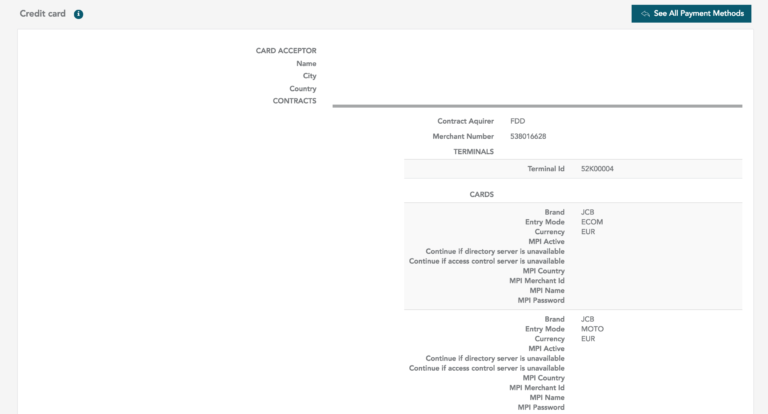 Credit card
See All Payment Methods
CARD ACCEPTOR
Name
City
Country
CONTRACTS
Contract Aquirer FDD
Merchant Number 538016628
TERMINALS
Terminal Id 52K00004
CARDS
Brand JCB
Entry Mode ECOM
Currency EUR
MPI Active
Continue if directory server is unavailable
Continue if access control server is unavailable
MPI Country
MPI Merchant Id
MPI Name
MPI Password
Brand JCB
Entry Mode MOTO
Currency EUR
MPI Active
Continue if directory server is unavailable
Continue if access control server is unavailable
MPI Country
MPI Merchant Id
MPI Name
MPI Password